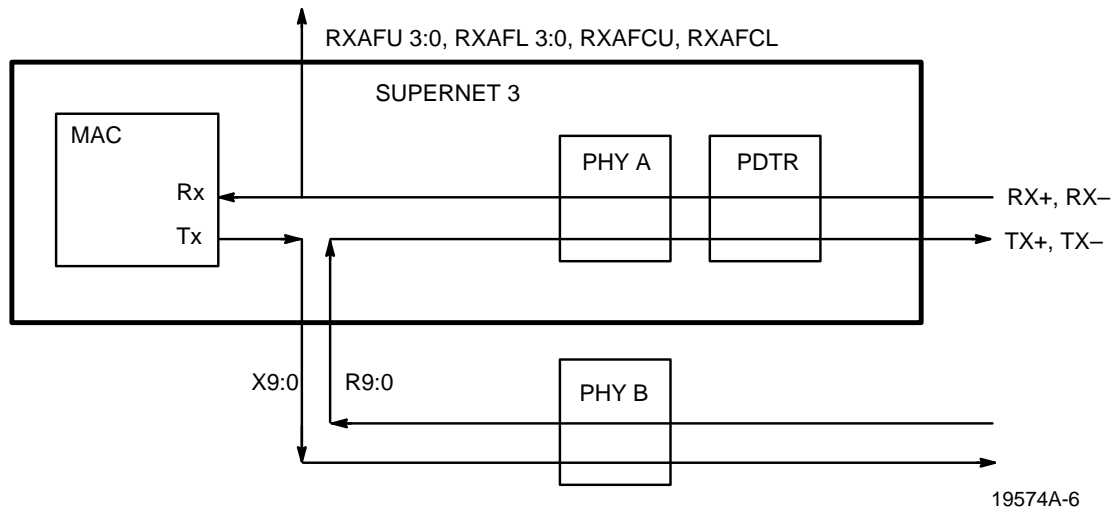 RXAFU 3:0, RXAFL 3:0, RXAFCU, RXAFCL
SUPERNET 3
MAC
PHY A
PDTR
Rx
RX+, RX–
Tx
TX+, TX–
X9:0
R9:0
PHY B
19574A-6